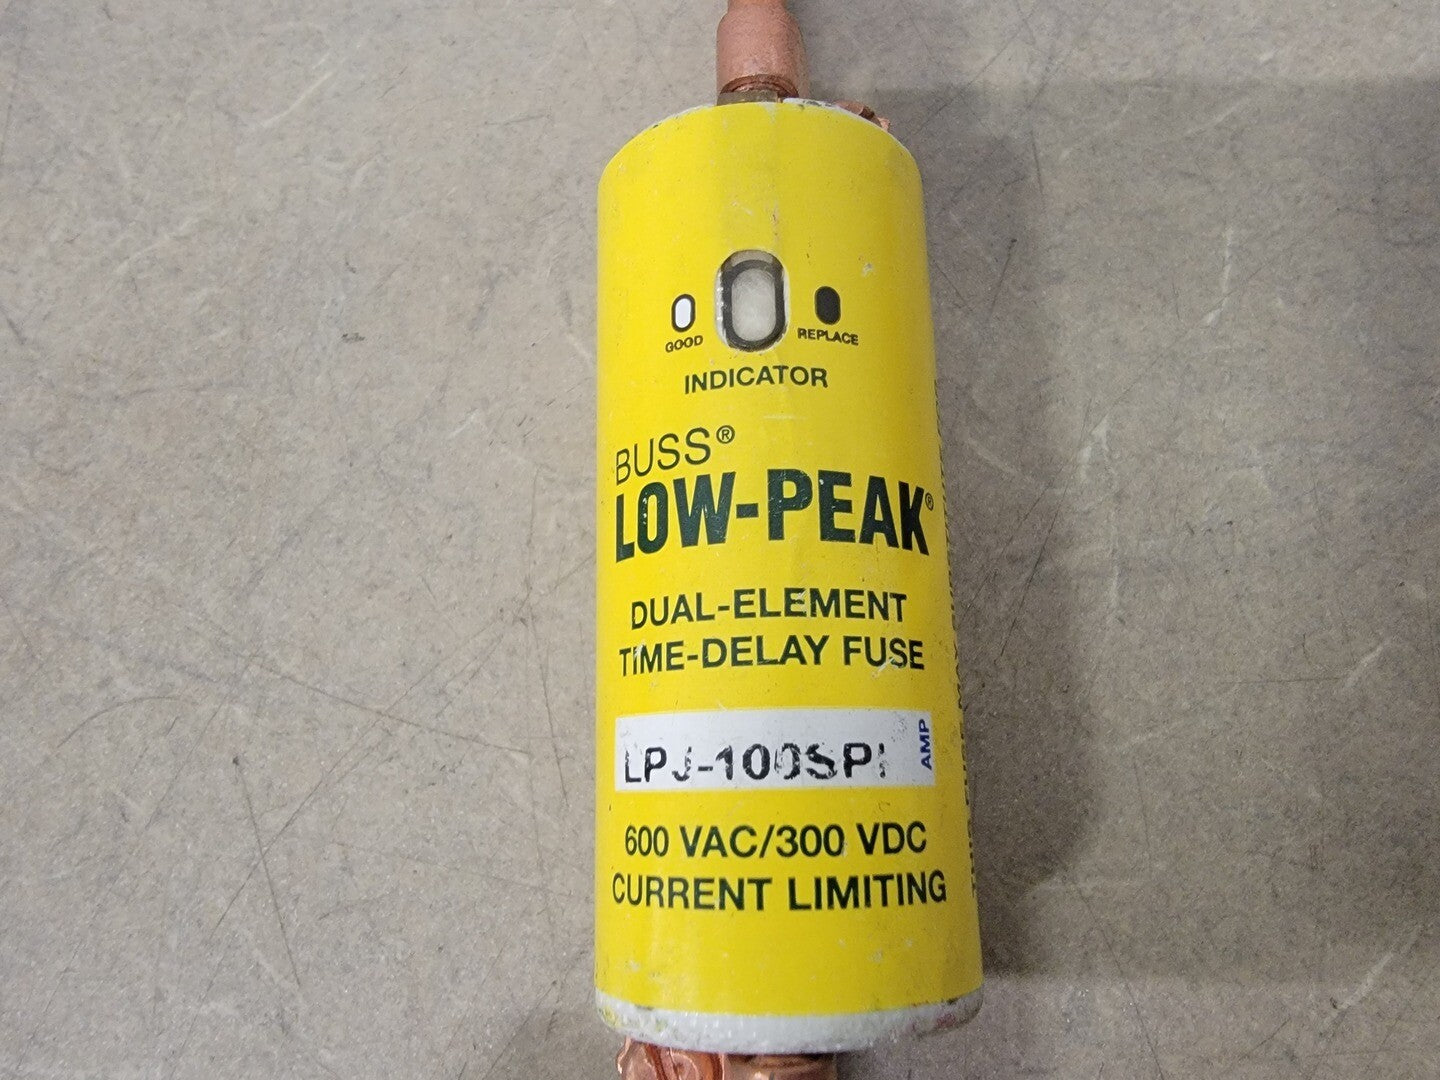 GOOD
REPLACE
INDICATOR
BUSS®
LOW-PEAK®
DUAL-ELEMENT
TIME-DELAY FUSE
LPJ-100SPI AMP
600 VAC/300 VDC
CURRENT LIMITING